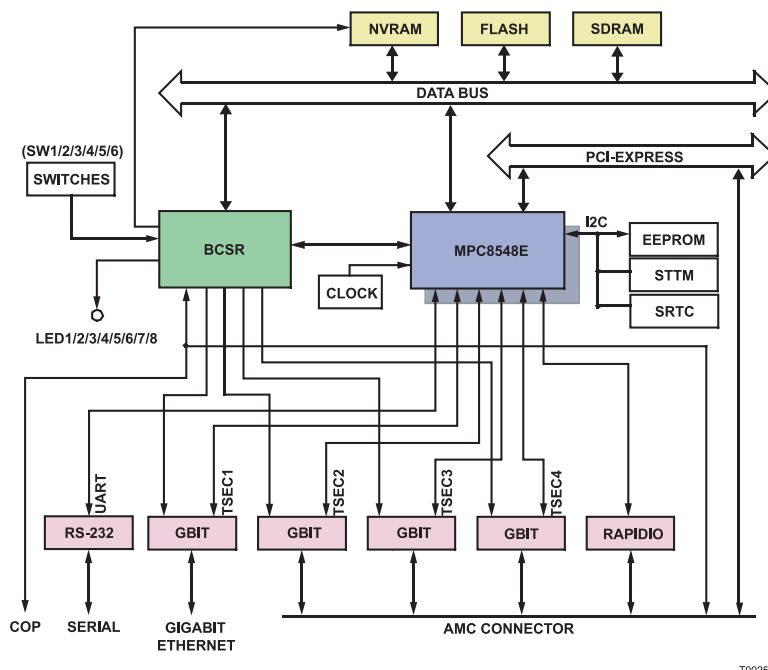 NVRAM
FLASH
SDRAM
DATA BUS
(SW1/2/3/4/5/6)
SWITCHES
PCI-EXPRESS
BCSR
MPC8548E
I2C
EEPROM
STTM
SRTC
CLOCK
LED1/2/3/4/5/6/7/8
UART
TSEC1
TSEC2
TSEC3
TSEC4
RS-232
GBIT
GBIT
GBIT
GBIT
RAPIDIO
COP
SERIAL
GIGABIT
ETHERNET
AMC CONNECTOR